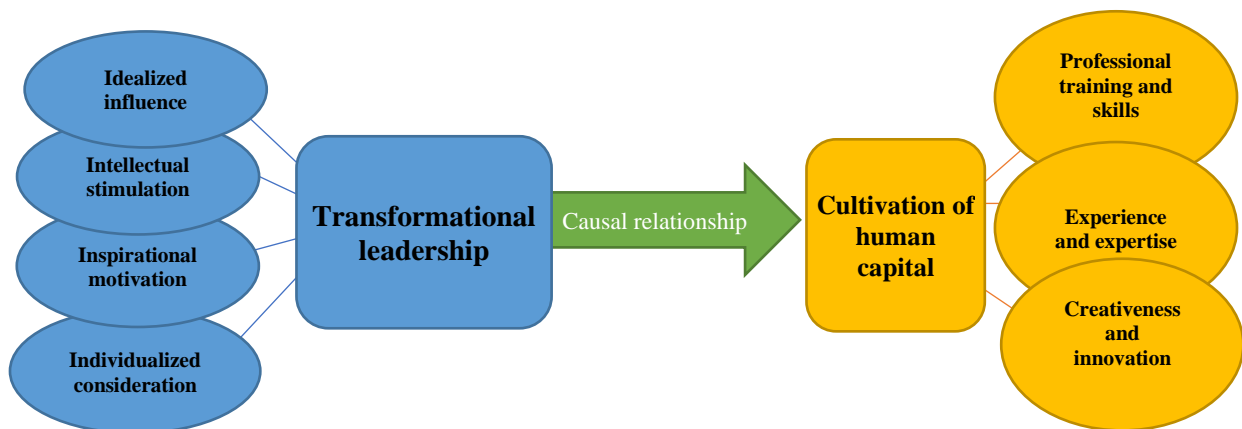 Idealized
influence
Intellectual
stimulation
Inspirational
motivation
Individualized
consideration
Transformational
leadership
Causal relationship
Cultivation of
human
capital
Professional
training and
skills
Experience
and expertise
Creativeness
and
innovation